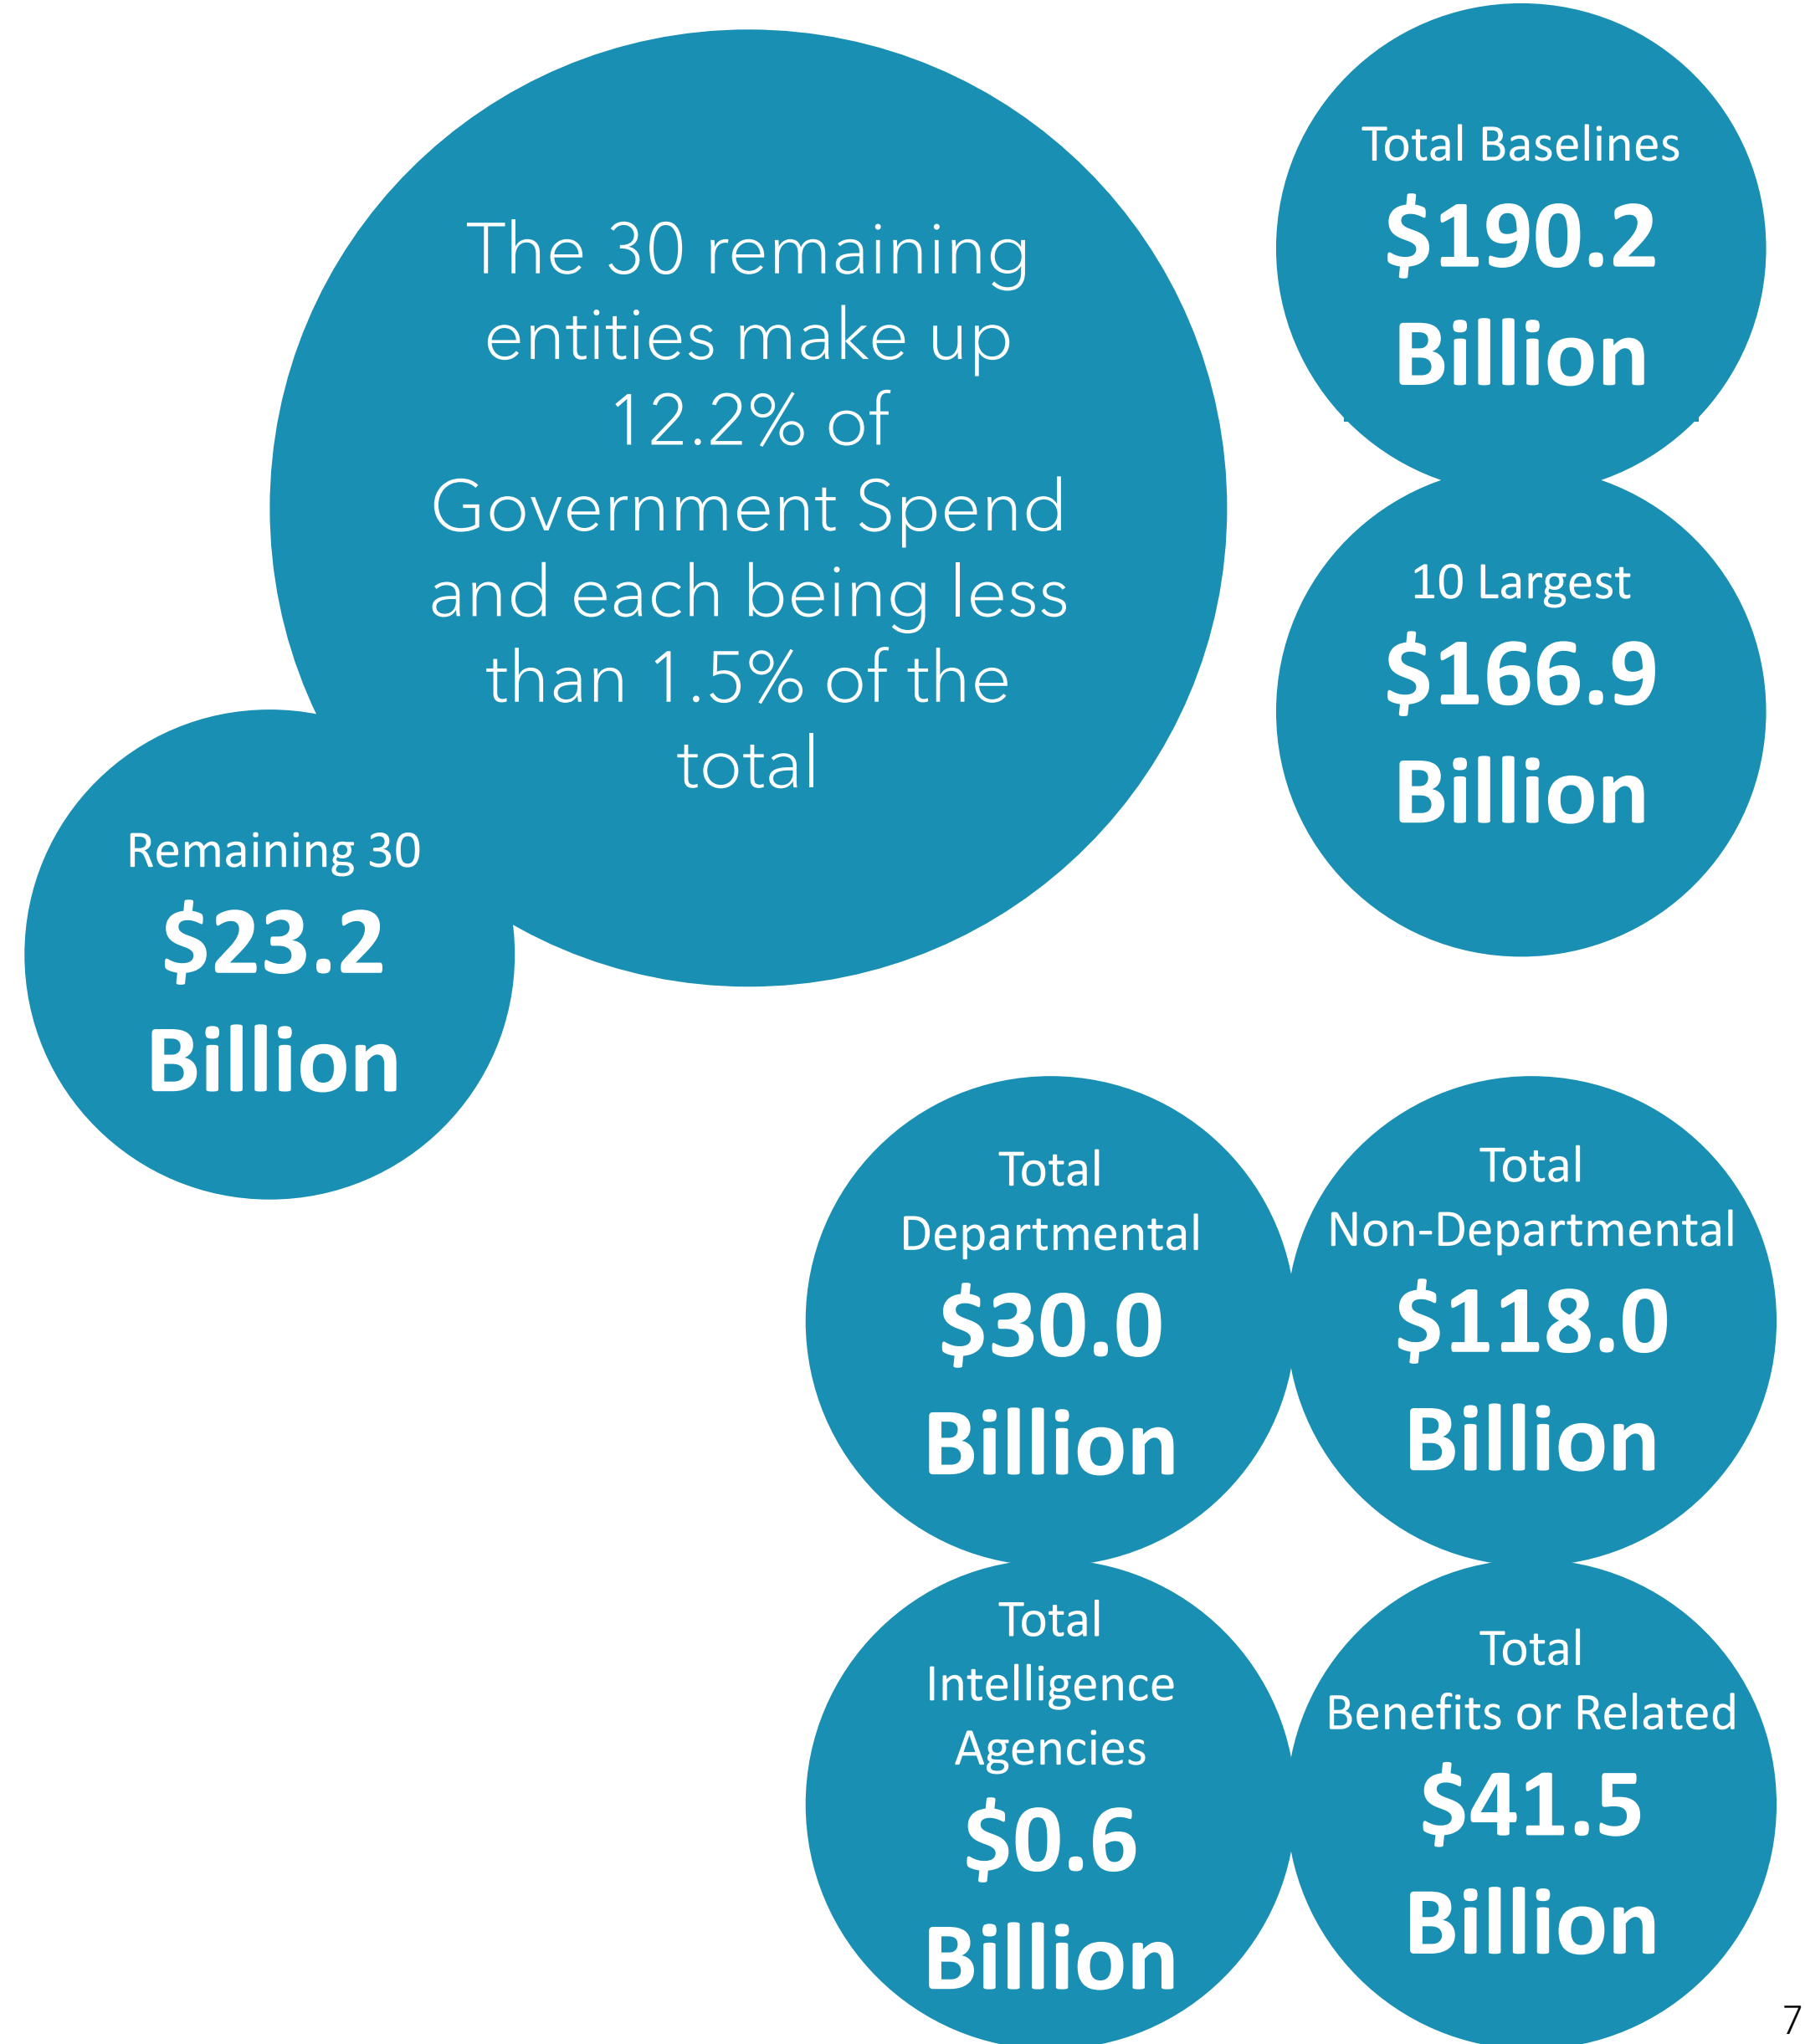 The 30 remaining
entities make up
12.2% of
Government Spend
and each being less
than 1.5% of the
total
Total Baselines
$190.2
Billion
10 Largest
$166.9
Billion
Remaining 30
$23.2
Billion
Total
Departmental
$30.0
Billion
Total
Non-Departmental
$118.0
Billion
Total
Intelligence
Agencies
$0.6
Billion
Total
Benefits or Related
$41.5
Billion
7